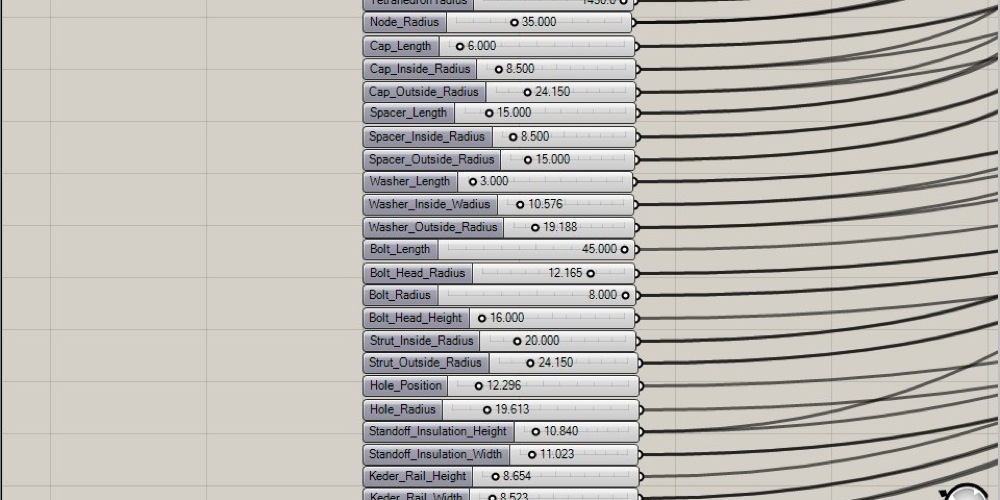 Tetrahedron radius 1450.0
Node_Radius 35.000
Cap_Length 6.000
Cap_Inside_Radius 8.500
Cap_Outside_Radius 24.150
Spacer_Length 15.000
Spacer_Inside_Radius 8.500
Spacer_Outside_Radius 15.000
Washer_Length 3.000
Washer_Inside_Wadius 10.576
Washer_Outside_Radius 19.188
Bolt_Length 45.000
Bolt_Head_Radius 12.165
Bolt_Radius 8.000
Bolt_Head_Height 16.000
Strut_Inside_Radius 20.000
Strut_Outside_Radius 24.150
Hole_Position 12.296
Hole_Radius 19.613
Standoff_Insulation_Height 10.840
Standoff_Insulation_Width 11.023
Keder_Rail_Height 8.654
Keder_Rail_Width 8.523